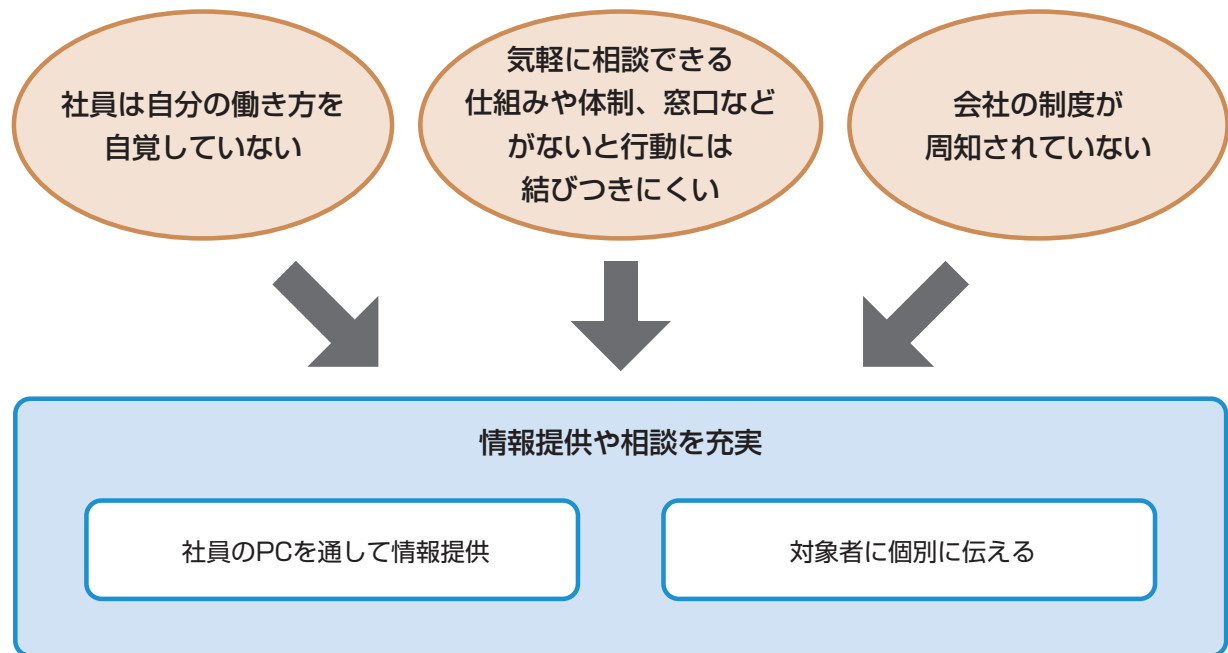 社員は自分の働き方を
自覚していない
気軽に相談できる
仕組みや体制、窓口など
がないと行動には
結びつきにくい
会社の制度が
周知されていない
情報提供や相談を充実
社員のPCを通して情報提供
対象者に個別に伝える